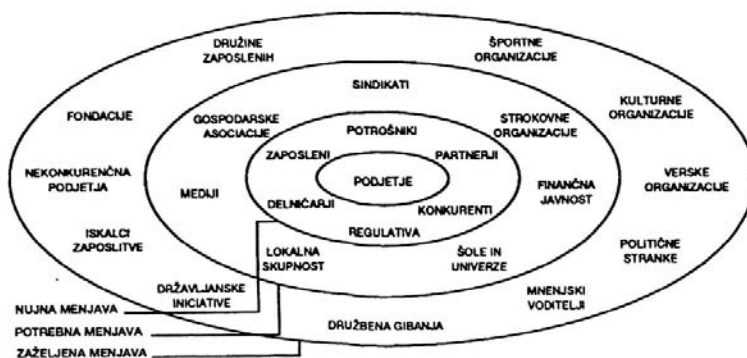 DRUŽINE
ZAPOSLENIH
ŠPORTNE
ORGANIZACIJE
SINDIKATI
FONDACIJE
GOSPODARSKE
ASOCIACIJE
STROKOVNE
ORGANIZACIJE
KULTURNE
ORGANIZACIJE
POTROŠNIKI
ZAPOSLENI
PARTNERJI
NEKONKURENČNA
PODJETJA
MEDIJI
PODJETJE
FINANČNA
JAVNOST
VERSKE
ORGANIZACIJE
DELNIČARJI
KONKURENTI
ISKALCI
ZAPOSLITVE
REGULATIVA
LOKALNA
SKUPNOST
ŠOLE IN
UNIVERZE
POLITIČNE
STRANKE
DRŽAVLJANSKE
INICIATIVE
MNENJSKI
VODITELJI
NUJNA MENJAVA
DRUŽBENA GIBANJA
POTREBNA MENJAVA
ZAŽELJENA MENJAVA